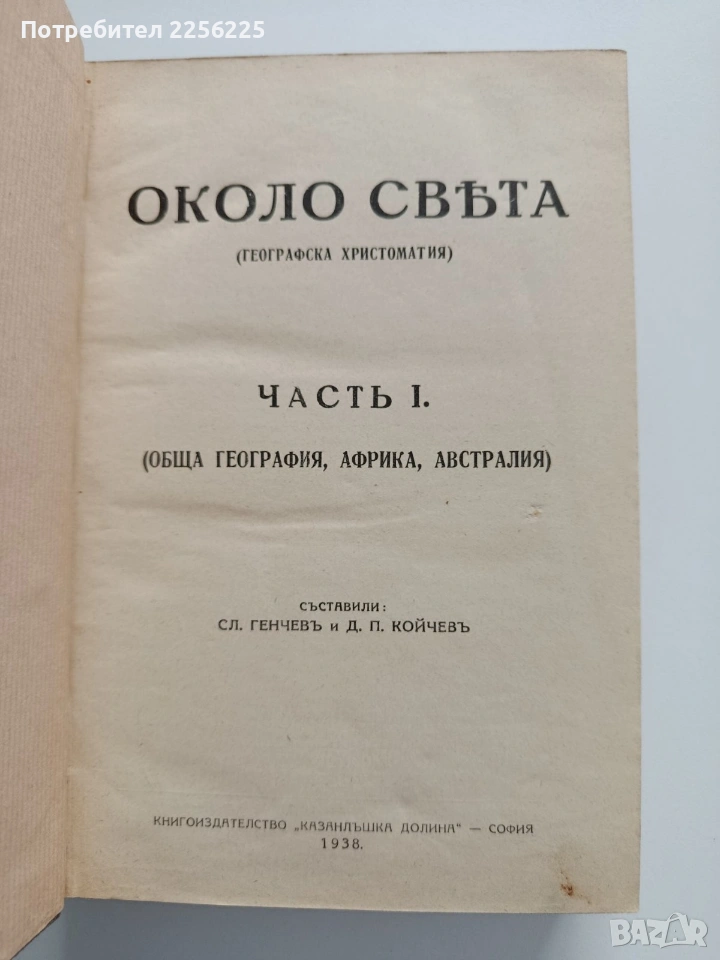 Потребител 2256225
ОКОЛО СВѢТА
(ГЕОГРАФСКА ХРИСТОМАТИЯ)
ЧАСТЬ I.
(ОБЩА ГЕОГРАФИЯ, АФРИКА, АВСТРАЛИЯ)
СЪСТАВИЛИ:
СЛ. ГЕНЧЕВЪ и Д. П. КОЙЧЕВЪ
КНИГОИЗДАТЕЛСТВО „КАЗАНЛЪШКА ДОЛИНА“ — СОФИЯ
1938.
BAZAR